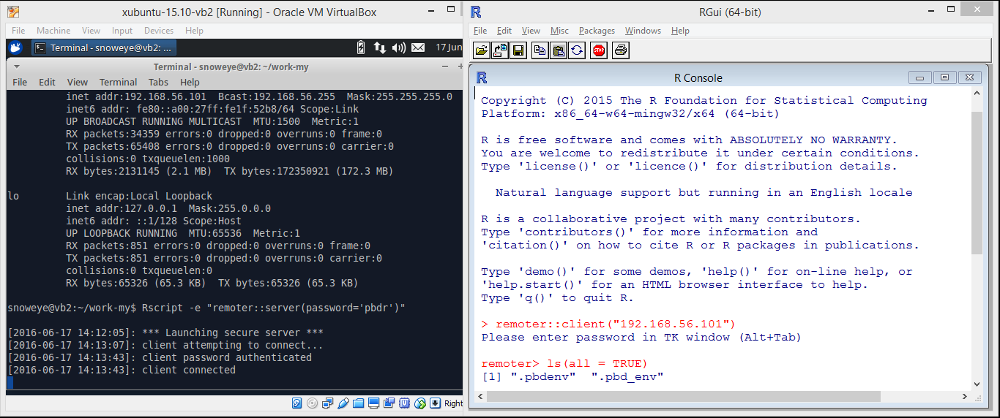 xubuntu-15.10-vb2 [Running] - Oracle VM VirtualBox
File Machine View Input Devices Help
Terminal - snoweye@vb2: ...
17 Jun
Terminal - snoweye@vb2: ~/work-my
File Edit View Terminal Tabs Help
inet addr:192.168.56.101  Bcast:192.168.56.255  Mask:255.255.255.0
inet6 addr: fe80::a00:27ff:fe1f:52b8/64 Scope:Link
UP BROADCAST RUNNING MULTICAST  MTU:1500  Metric:1
RX packets:34359 errors:0 dropped:0 overruns:0 frame:0
TX packets:65408 errors:0 dropped:0 overruns:0 carrier:0
collisions:0 txqueuelen:1000
RX bytes:2131145 (2.1 MB)  TX bytes:172350921 (172.3 MB)
lo        Link encap:Local Loopback
inet addr:127.0.0.1  Mask:255.0.0.0
inet6 addr: ::1/128 Scope:Host
UP LOOPBACK RUNNING  MTU:65536  Metric:1
RX packets:851 errors:0 dropped:0 overruns:0 frame:0
TX packets:851 errors:0 dropped:0 overruns:0 carrier:0
collisions:0 txqueuelen:0
RX bytes:65326 (65.3 KB)  TX bytes:65326 (65.3 KB)
snoweye@vb2:~/work-my$ Rscript -e "remoter::server(password='pbdr')"
[2016-06-17 14:12:05]: *** Launching secure server ***
[2016-06-17 14:13:07]: client attempting to connect...
[2016-06-17 14:13:43]: client password authenticated
[2016-06-17 14:13:43]: client connected
Right
RGui (64-bit)
File Edit View Misc Packages Windows Help
STOP
R Console
Copyright (C) 2015 The R Foundation for Statistical Computing
Platform: x86_64-w64-mingw32/x64 (64-bit)
R is free software and comes with ABSOLUTELY NO WARRANTY.
You are welcome to redistribute it under certain conditions.
Type 'license()' or 'licence()' for distribution details.
Natural language support but running in an English locale
R is a collaborative project with many contributors.
Type 'contributors()' for more information and
'citation()' on how to cite R or R packages in publications.
Type 'demo()' for some demos, 'help()' for on-line help, or
'help.start()' for an HTML browser interface to help.
Type 'q()' to quit R.
> remoter::client("192.168.56.101")
Please enter password in TK window (Alt+Tab)
remoter> ls(all = TRUE)
[1] ".pbdenv"  ".pbd_env"